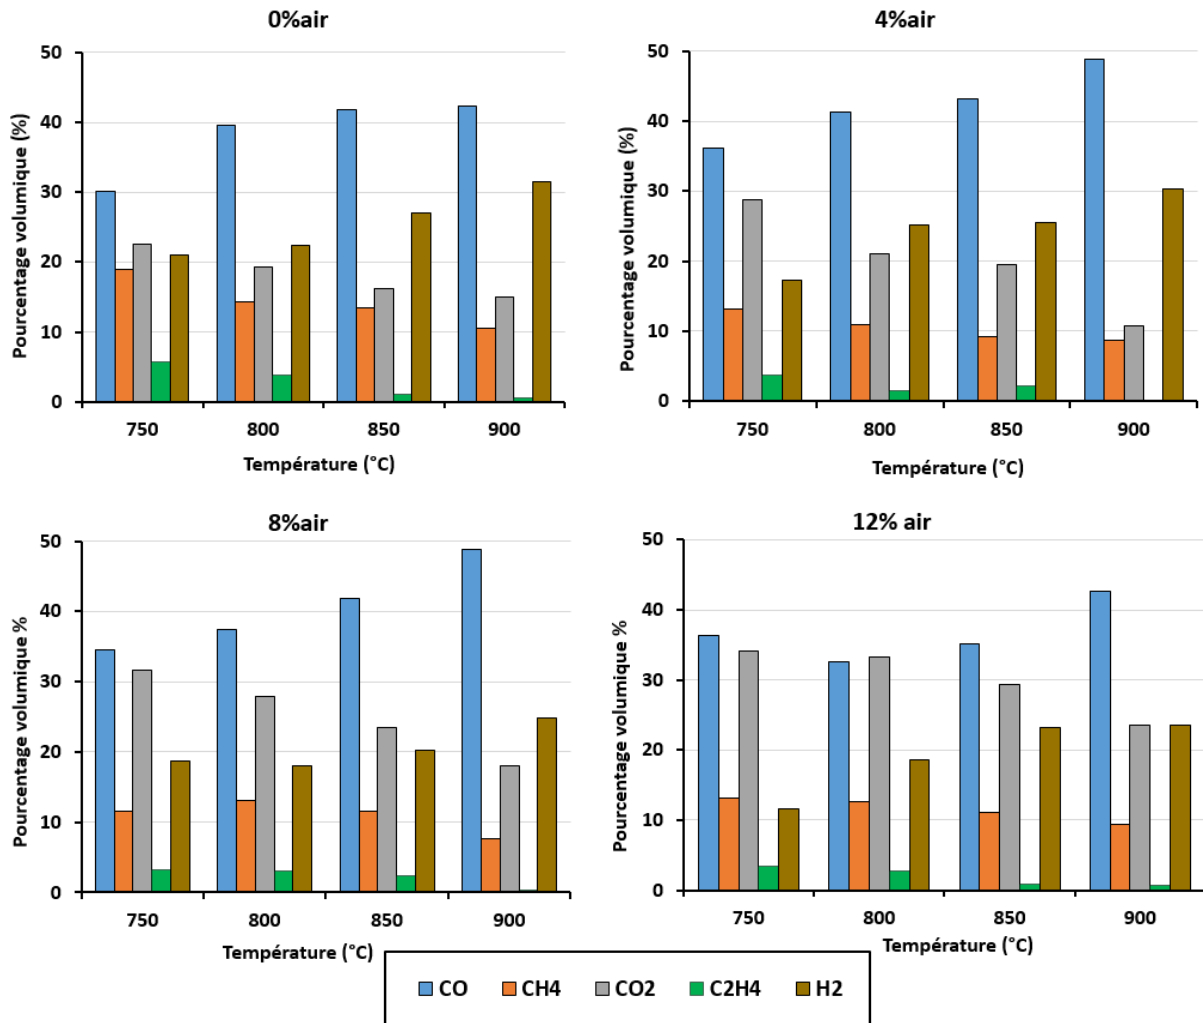 0%air
Pourcentage volumique (%)
50
40
30
20
10
0
750 800 850 900
Température (°C)
4%air
Pourcentage volumique (%)
50
40
30
20
10
0
750 800 850 900
Température (°C)
8%air
Pourcentage volumique %
50
40
30
20
10
0
750 800 850 900
Température (°C)
12% air
Pourcentage volumique %
50
40
30
20
10
0
750 800 850 900
Température (°C)
CO CH4 CO2 C2H4 H2